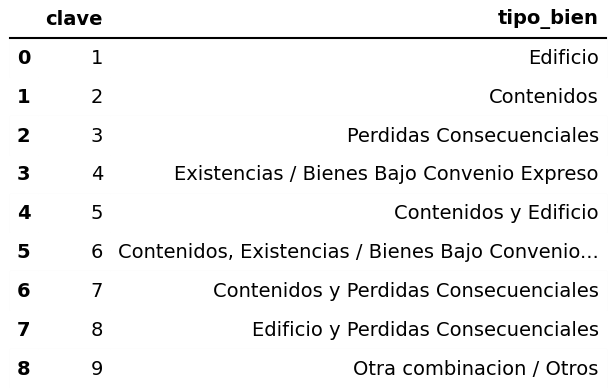 clave tipo_bien
0 1 Edificio
1 2 Contenidos
2 3 Perdidas Consecuenciales
3 4 Existencias / Bienes Bajo Convenio Expreso
4 5 Contenidos y Edificio
5 6 Contenidos, Existencias / Bienes Bajo Convenio...
6 7 Contenidos y Perdidas Consecuenciales
7 8 Edificio y Perdidas Consecuenciales
8 9 Otra combinacion / Otros